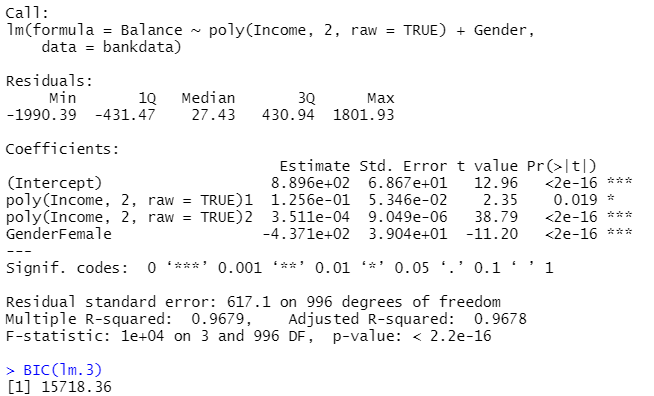 Call:
lm(formula = Balance ~ poly(Income, 2, raw = TRUE) + Gender,
    data = bankdata)

Residuals:
     Min       1Q   Median       3Q      Max
-1990.39  -431.47    27.43   430.94  1801.93

Coefficients:
                               Estimate Std. Error t value Pr(>|t|)
(Intercept)                   8.896e+02  6.867e+01   12.96   <2e-16 ***
poly(Income, 2, raw = TRUE)1  1.256e-01  5.346e-02    2.35    0.019 *
poly(Income, 2, raw = TRUE)2  3.511e-04  9.049e-06   38.79   <2e-16 ***
GenderFemale                 -4.371e+02  3.904e+01  -11.20   <2e-16 ***
---
Signif. codes:  0 ‘***’ 0.001 ‘**’ 0.01 ‘*’ 0.05 ‘.’ 0.1 ‘ ’ 1

Residual standard error: 617.1 on 996 degrees of freedom
Multiple R-squared:  0.9679,    Adjusted R-squared:  0.9678
F-statistic: 1e+04 on 3 and 996 DF,  p-value: < 2.2e-16

> BIC(lm.3)
[1] 15718.36